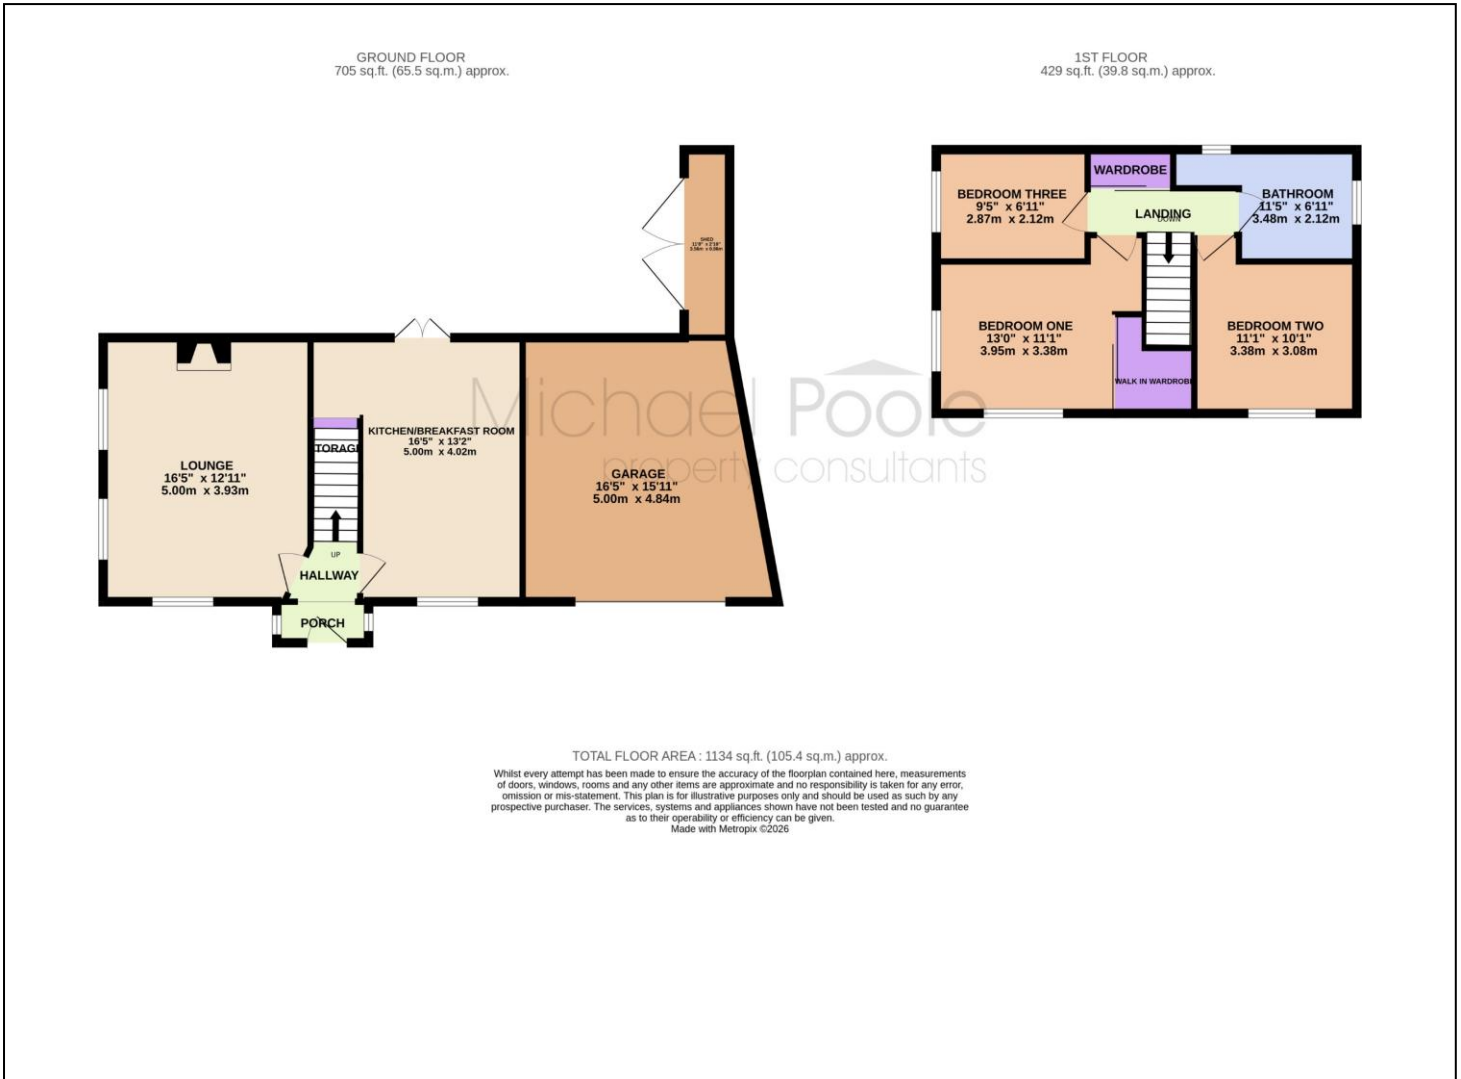 GROUND FLOOR
705 sq.ft. (65.5 sq.m.) approx.
1ST FLOOR
429 sq.ft. (39.8 sq.m.) approx.
SHED
WARDROBE
BEDROOM THREE
9'5" x 6'11"
2.87m x 2.12m
LANDING
DOWN
BATHROOM
11'5" x 6'11"
3.48m x 2.12m
BEDROOM ONE
13'0" x 11'1"
3.95m x 3.38m
BEDROOM TWO
11'1" x 10'1"
3.38m x 3.08m
WALK IN WARDROBE
LOUNGE
16'5" x 12'11"
5.00m x 3.93m
TORAG
KITCHEN/BREAKFAST ROOM
16'5" x 13'2"
5.00m x 4.02m
GARAGE
16'5" x 15'11"
5.00m x 4.84m
UP
HALLWAY
PORCH
Michael Poole
property consultants
TOTAL FLOOR AREA : 1134 sq.ft. (105.4 sq.m.) approx.
Whilst every attempt has been made to ensure the accuracy of the floorplan contained here, measurements
of doors, windows, rooms and any other items are approximate and no responsibility is taken for any error,
omission or mis-statement. This plan is for illustrative purposes only and should be used as such by any
prospective purchaser. The services, systems and appliances shown have not been tested and no guarantee
as to their operability or efficiency can be given.
Made with Metropix ©2026